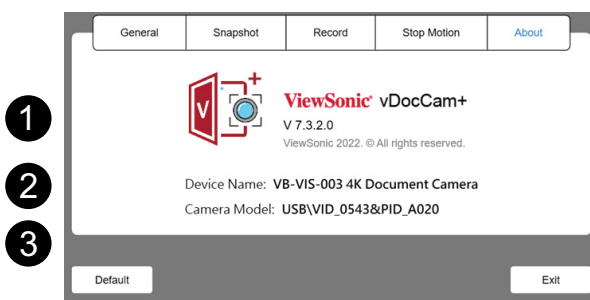 General Snapshot Record Stop Motion About
V
ViewSonic® vDocCam+
1
V 7.3.2.0
ViewSonic 2022. © All rights reserved.
2
Device Name: VB-VIS-003 4K Document Camera
Camera Model: USB\VID_0543&PID_A020
3
Default Exit